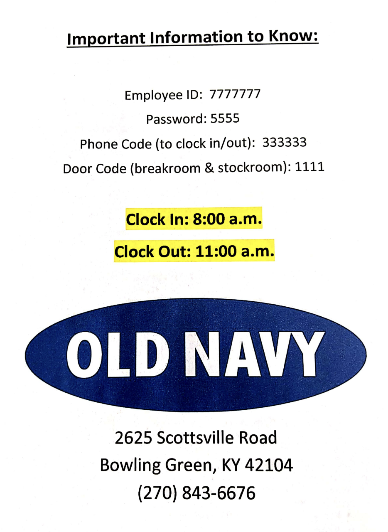 Important Information to Know:
Employee ID: 7777777
Password: 5555
Phone Code (to clock in/out): 333333
Door Code (breakroom & stockroom): 1111
Clock In: 8:00 a.m.
Clock Out: 11:00 a.m.
OLD NAVY
2625 Scottsville Road
Bowling Green, KY 42104
(270) 843-6676